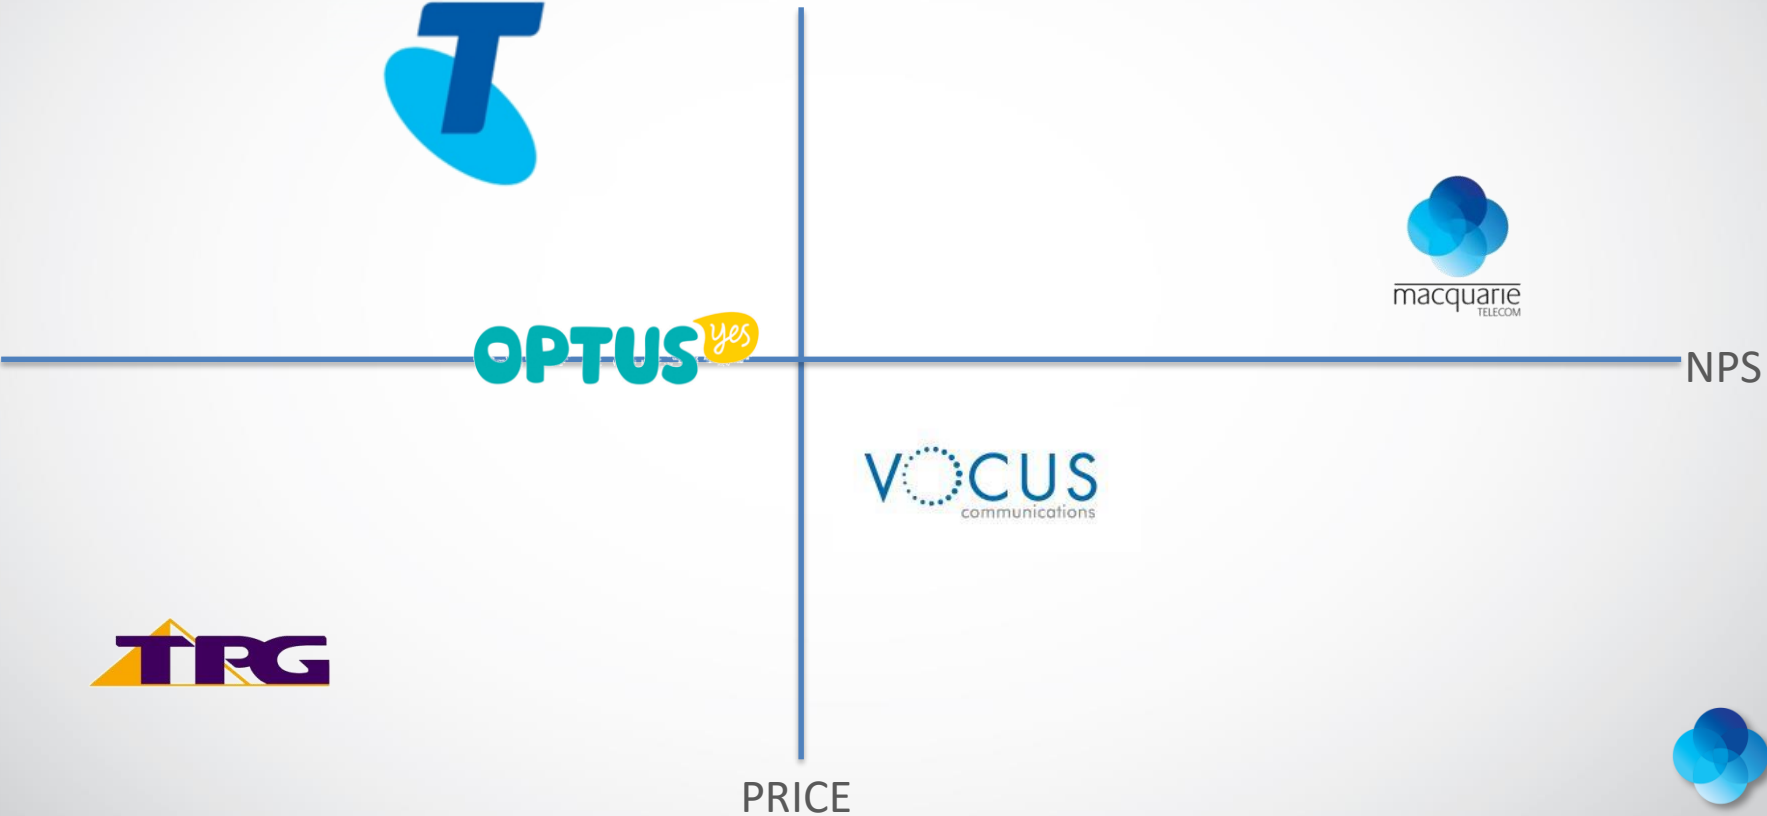 T
macquarie
TELECOM
OPTUS yes
NPS
VOCUS
communications
TPG
PRICE